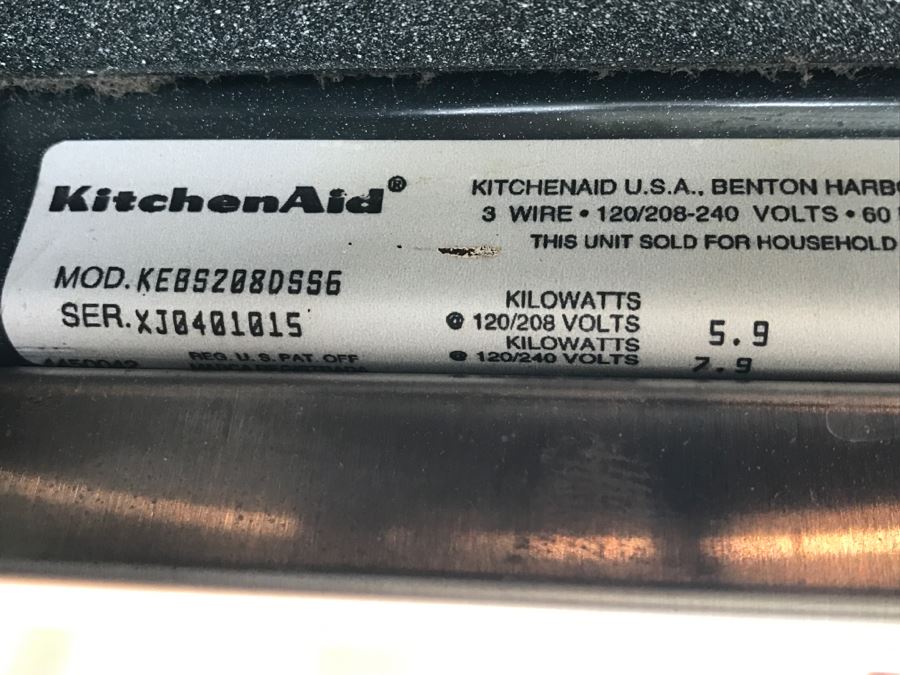 KitchenAid®
KITCHENAID U.S.A., BENTON
3 WIRE • 120/208-240 VOLTS • 60
THIS UNIT SOLD FOR HOUSEHOLD
MOD. KEBS208DSS6
SER. XJ0401015
KILOWATTS
@ 120/208 VOLTS 5.9
KILOWATTS
@ 120/240 VOLTS 7.9
REG. U.S. PAT. OFF